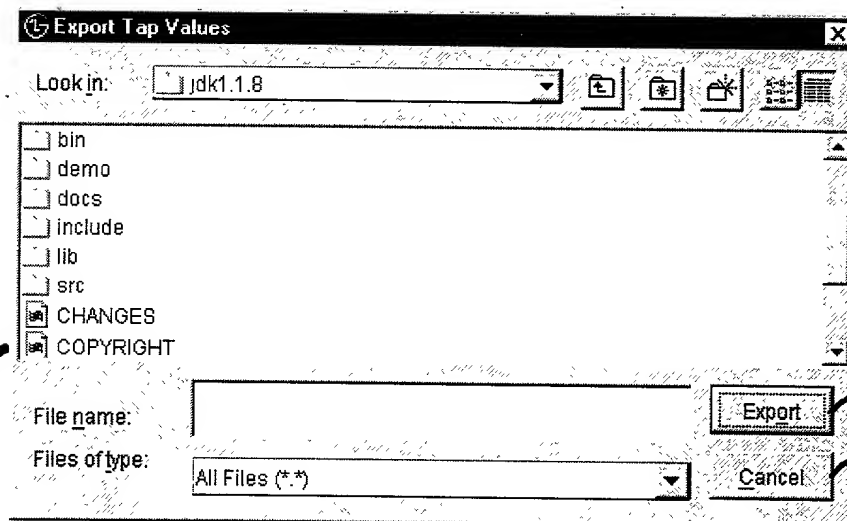 Export Tap Values
Look in: jdk1.1.8
bin
demo
docs
include
lib
src
CHANGES
COPYRIGHT
File name: Export
Files of type: All Files (*.*) Cancel